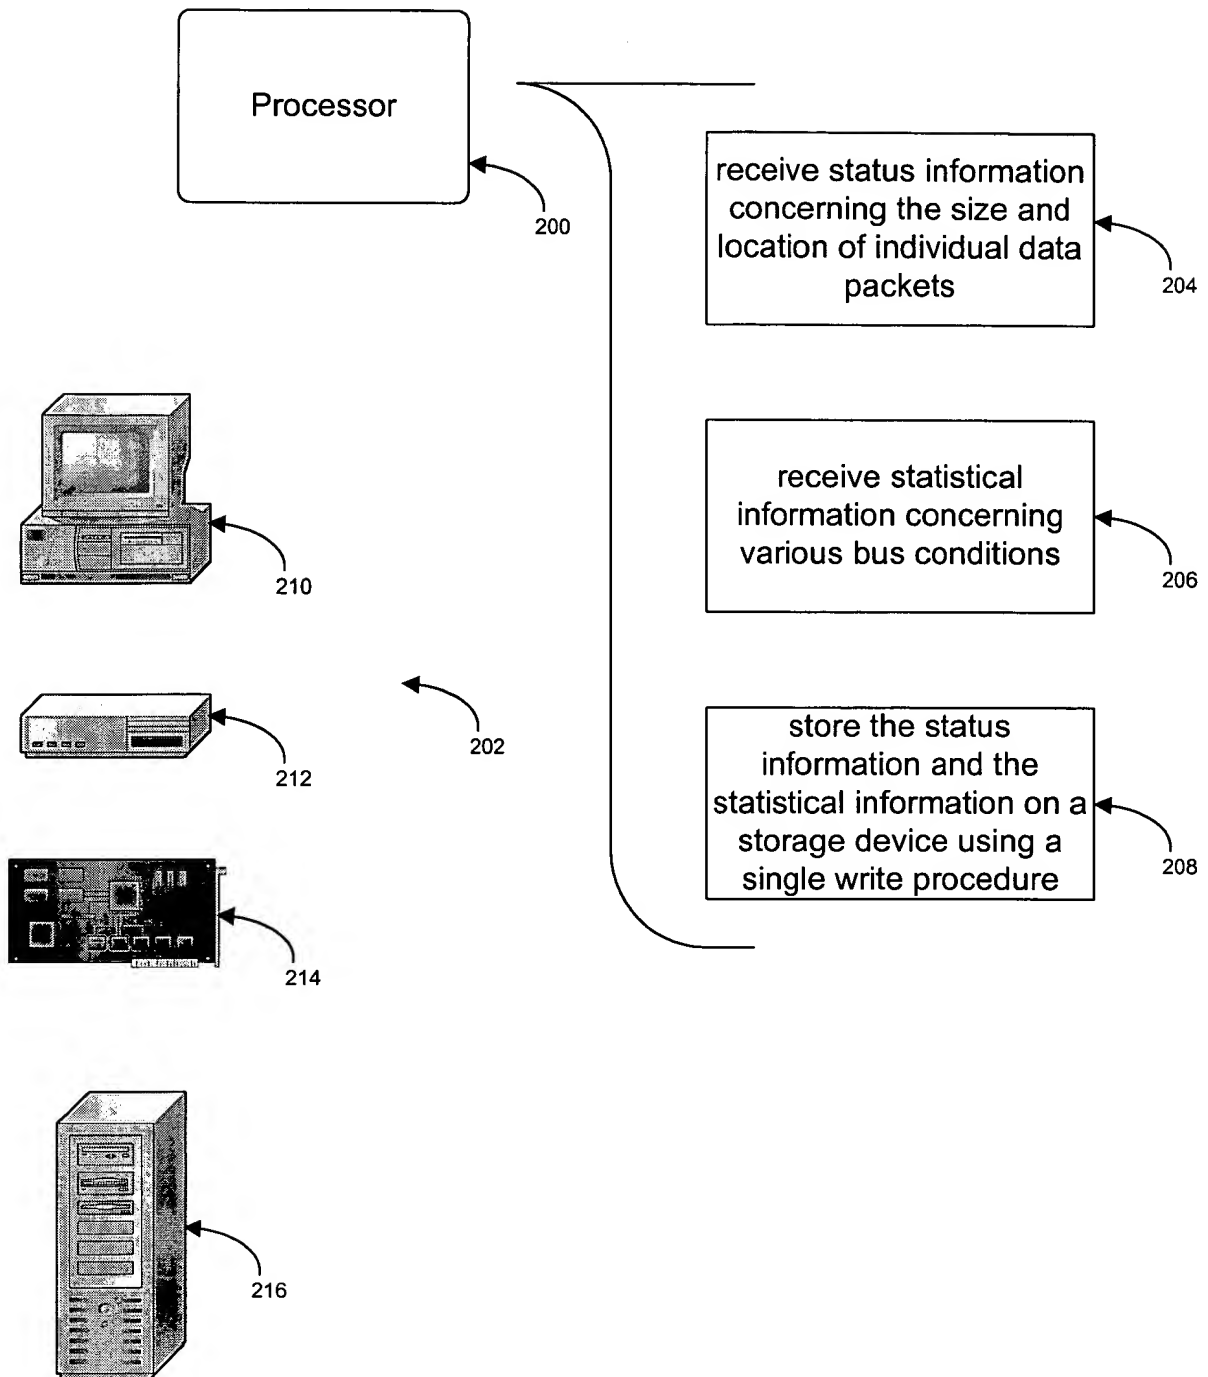 Processor
200
receive status information
concerning the size and
location of individual data
packets
204
receive statistical
information concerning
various bus conditions
206
210
202
212
store the status
information and the
statistical information on a
storage device using a
single write procedure
208
214
216